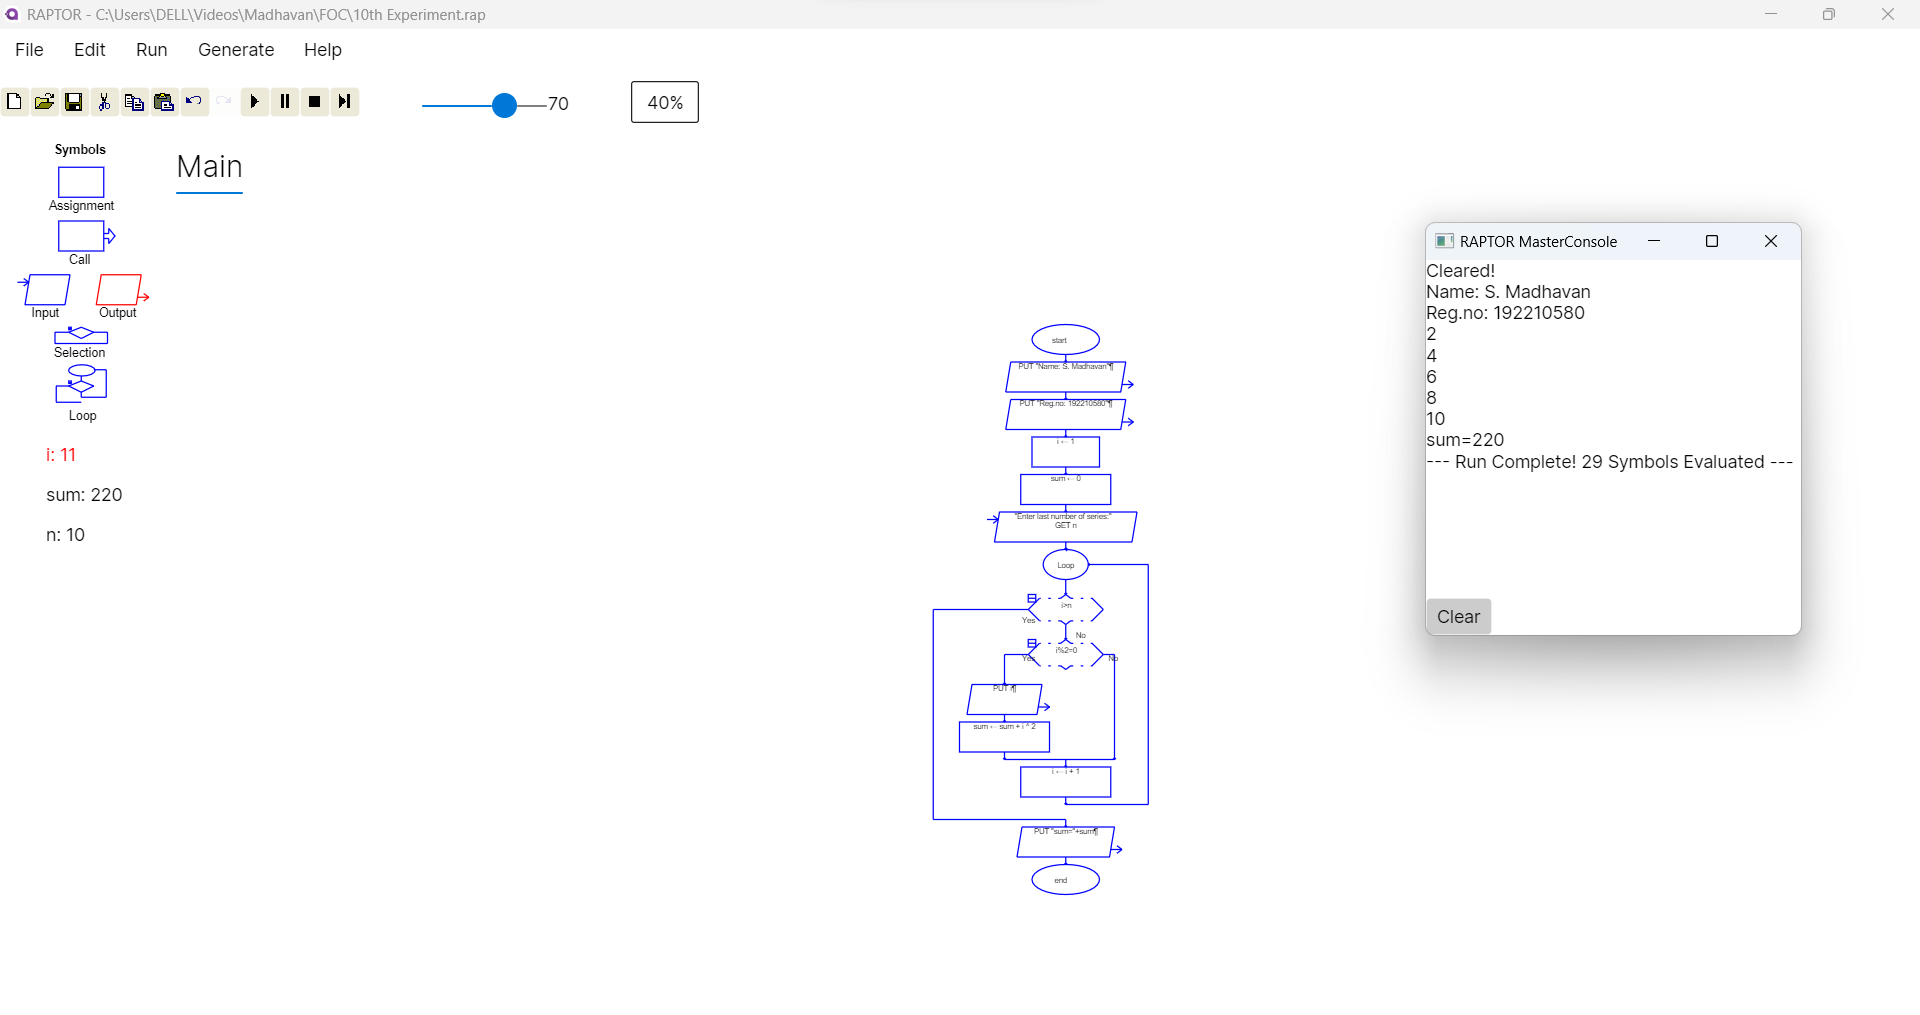 RAPTOR - C:\Users\DELL\Videos\Madhavan\FOC\10th Experiment.rap
File Edit Run Generate Help
70
40%
Symbols
Main
Assignment
Call
Input Output
Selection
Loop
i: 11
sum: 220
n: 10
start
PUT "Name: S. Madhavan"¶
PUT "Reg.no: 192210580"¶
i ← 1
sum ← 0
"Enter last number of series:"
GET n
Loop
i>n
Yes
No
i%2=0
Yes
No
PUT i¶
sum ← sum + i ^ 2
i ← i + 1
PUT "sum="+sum¶
end
RAPTOR MasterConsole
Cleared!
Name: S. Madhavan
Reg.no: 192210580
2
4
6
8
10
sum=220
--- Run Complete! 29 Symbols Evaluated ---
Clear